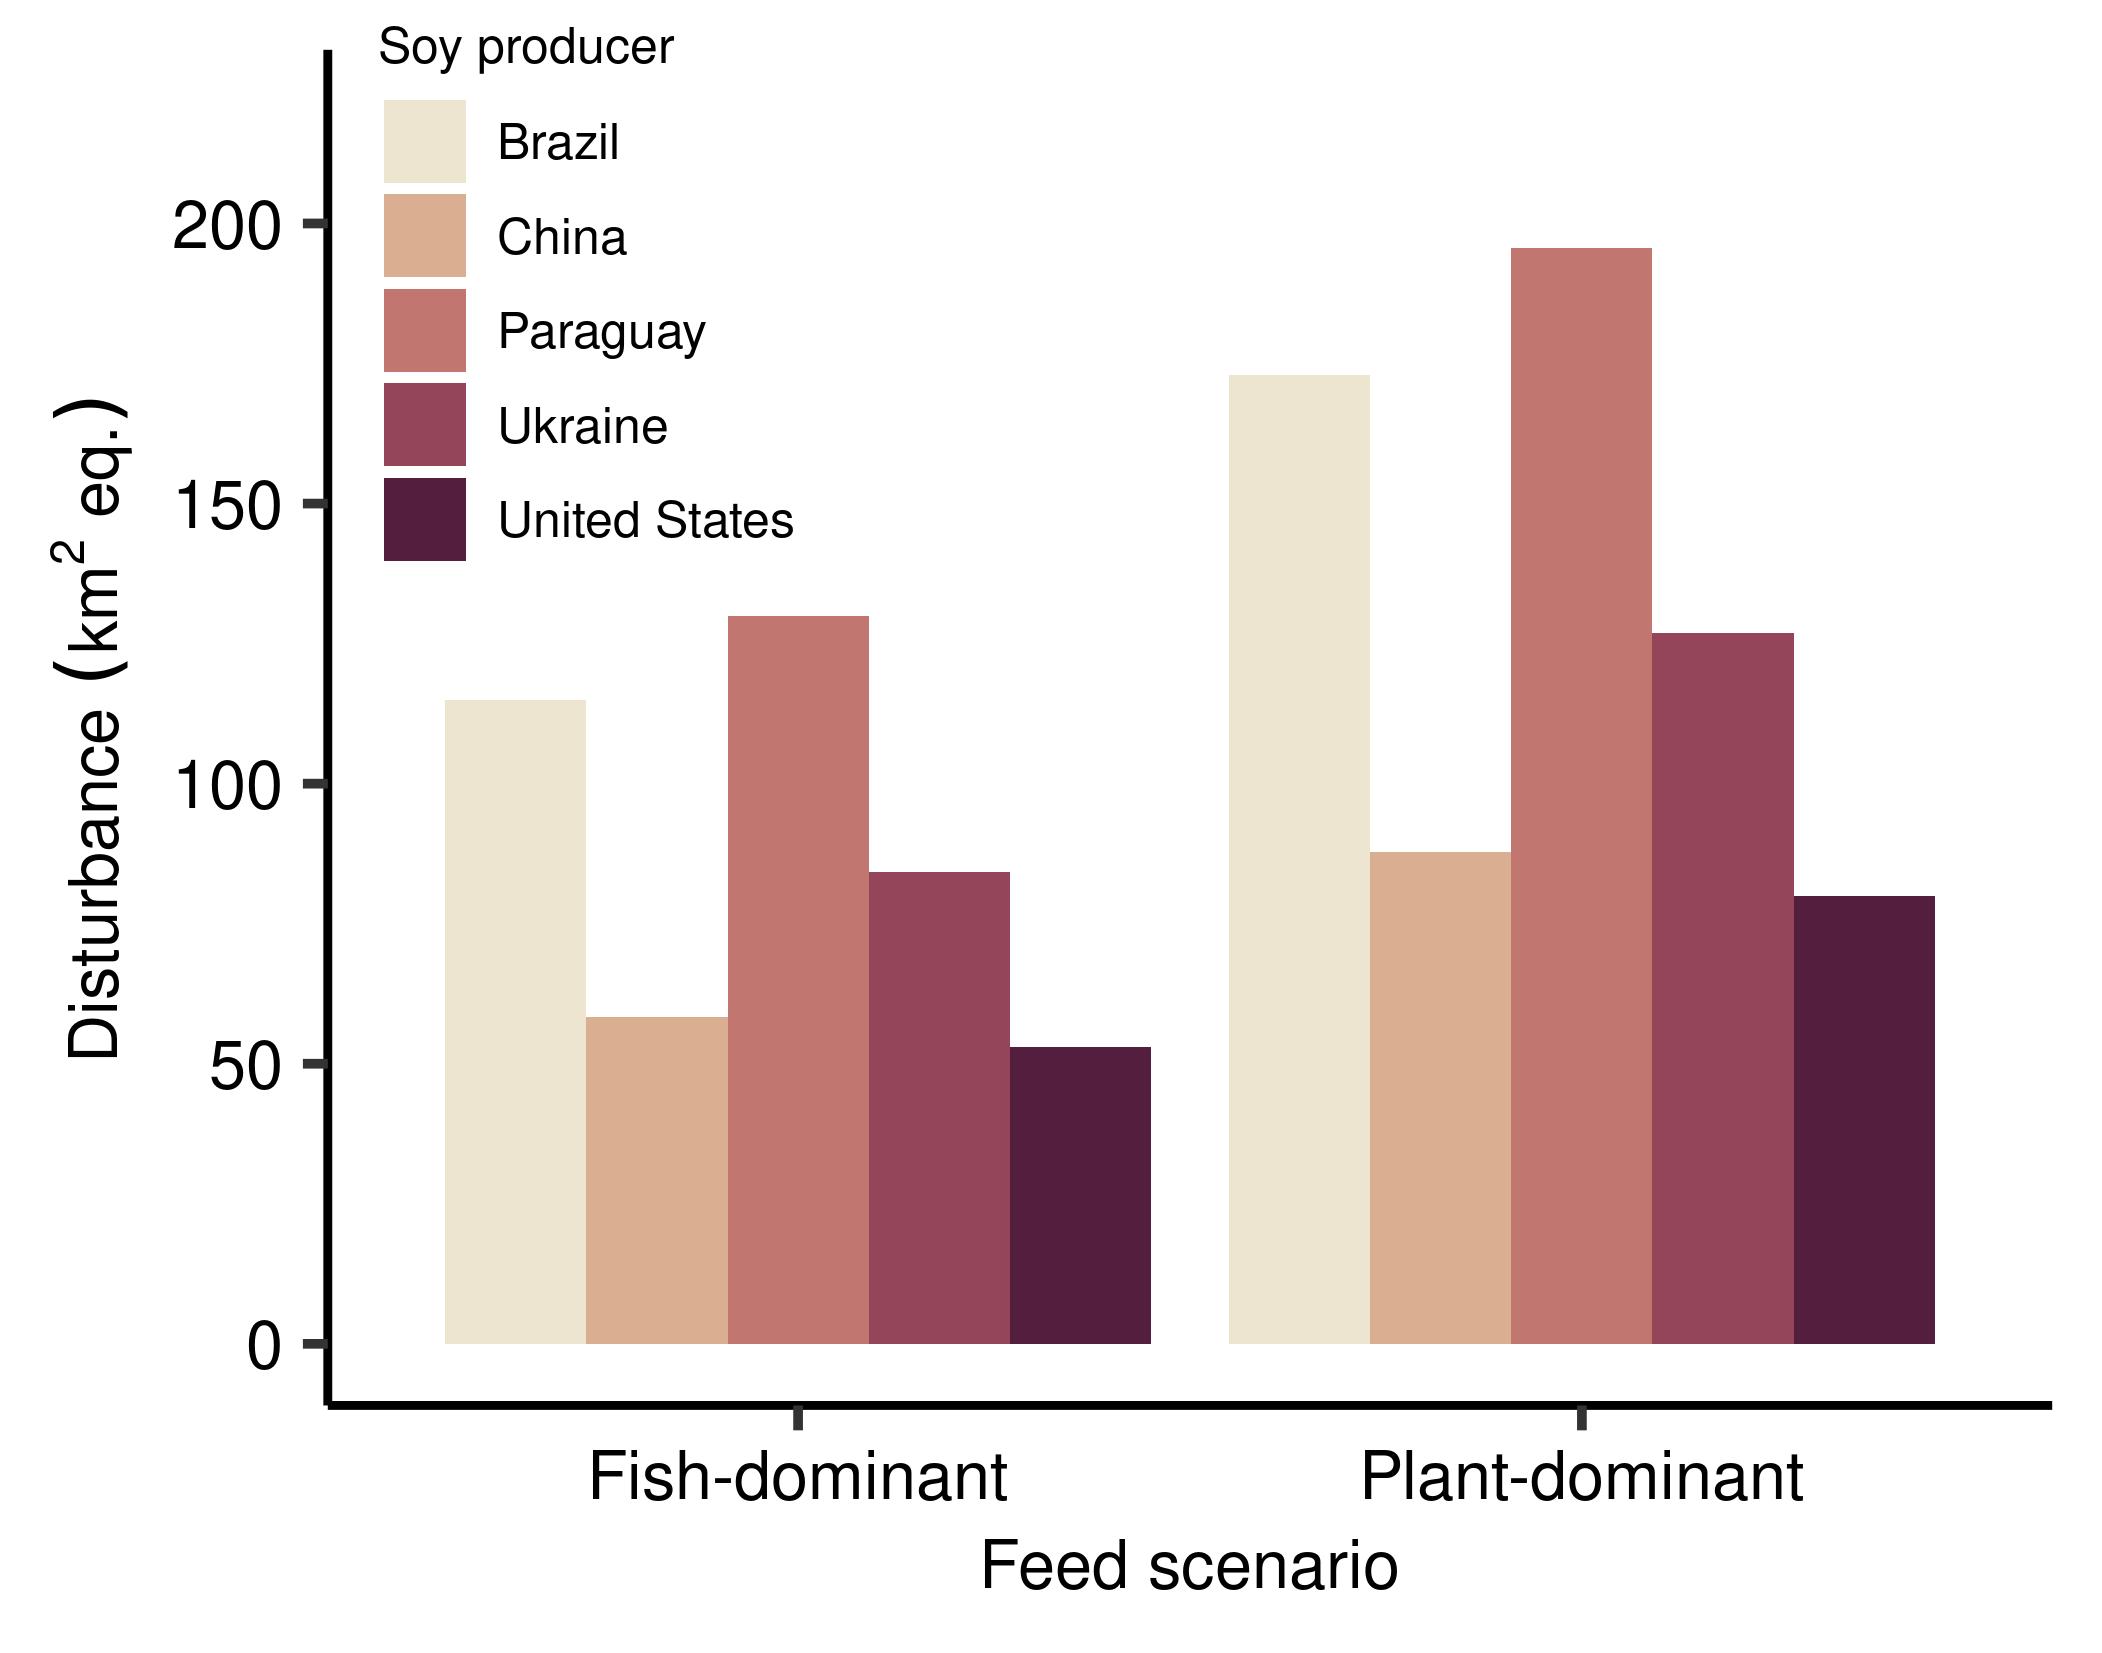 Soy producer
Brazil
China
Paraguay
Ukraine
United States
Disturbance (km² eq.)
200
150
100
50
0
Fish-dominant
Plant-dominant
Feed scenario